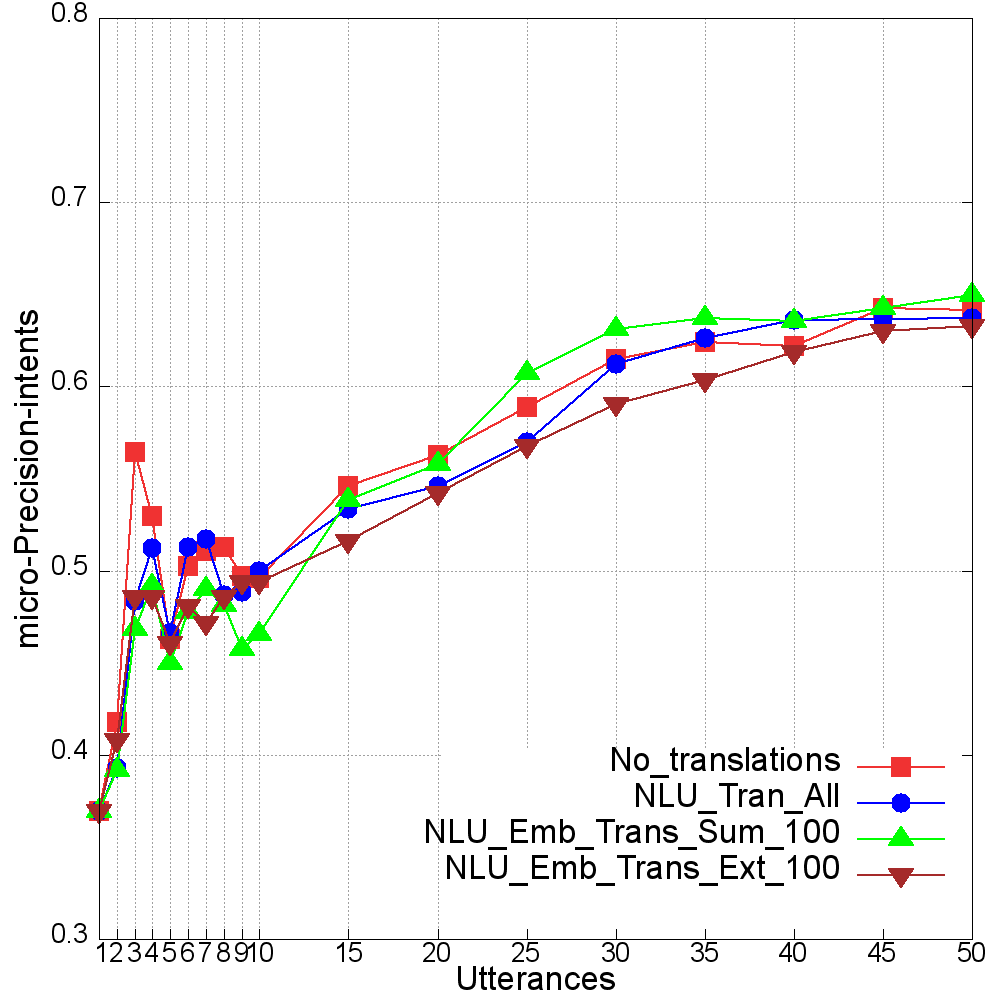 0.8
0.7
0.6
0.5
0.4
0.3
micro-Precision-intents
No_translations
NLU_Tran_All
NLU_Emb_Trans_Sum_100
NLU_Emb_Trans_Ext_100
1 2 3 4 5 6 7 8 9 10 15 20 25 30 35 40 45 50
Utterances